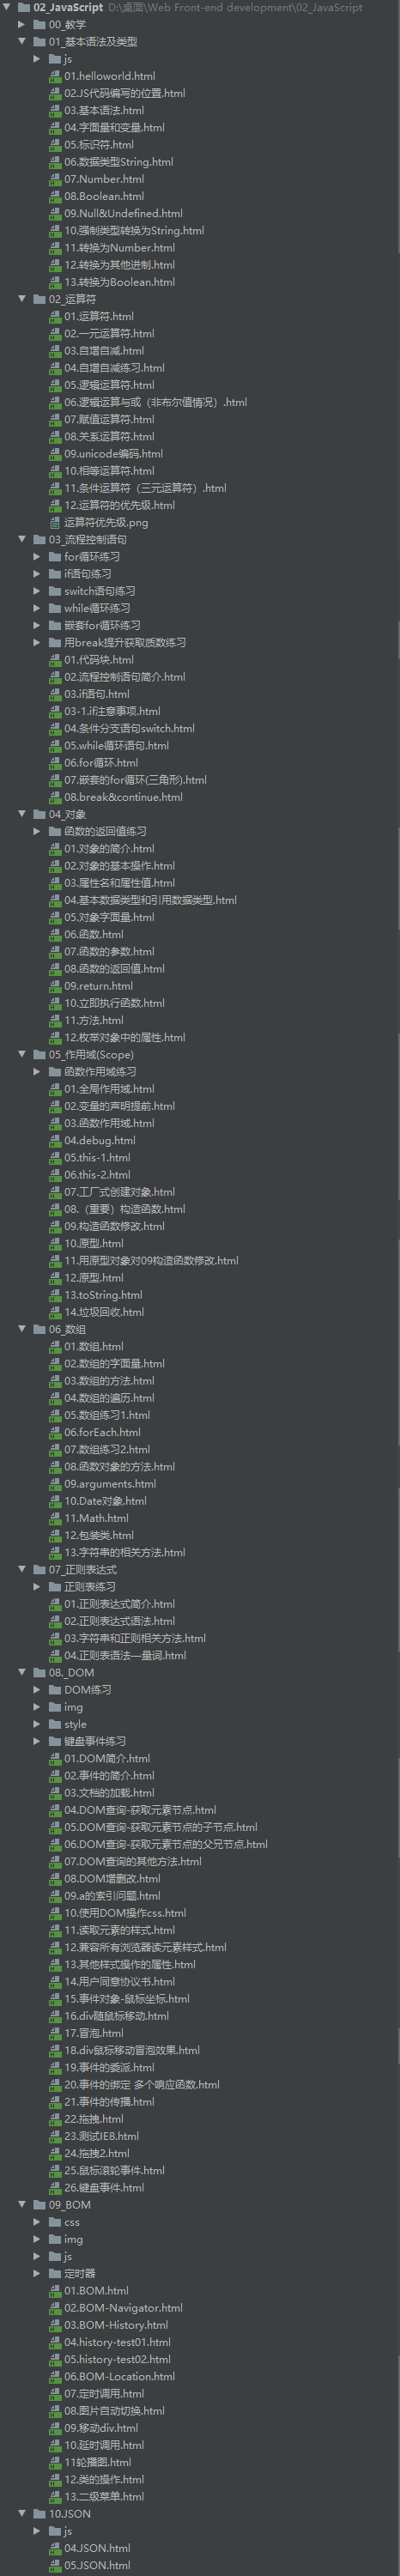 02_JavaScript D:\桌面\Web Front-end development\02_JavaScript
00_教学
01_基本语法及类型
js
01.helloworld.html
02.JS代码编写的位置.html
03.基本语法.html
04.字面量和变量.html
05.标识符.html
06.数据类型String.html
07.Number.html
08.Boolean.html
09.Null&Undefined.html
10.强制类型转换为String.html
11.转换为Number.html
12.转换为其他进制.html
13.转换为Boolean.html
02_运算符
01.运算符.html
02.一元运算符.html
03.自增自减.html
04.自增自减练习.html
05.逻辑运算符.html
06.逻辑运算与或（非布尔值情况）.html
07.赋值运算符.html
08.关系运算符.html
09.unicode编码.html
10.相等运算符.html
11.条件运算符（三元运算符）.html
12.运算符的优先级.html
运算符优先级.png
03_流程控制语句
for循环练习
if语句练习
switch语句练习
while循环练习
嵌套for循环练习
用break提升获取质数练习
01.代码块.html
02.流程控制语句简介.html
03.if语句.html
03-1.if注意事项.html
04.条件分支语句switch.html
05.while循环语句.html
06.for循环.html
07.嵌套的for循环(三角形).html
08.break&continue.html
04_对象
函数的返回值练习
01.对象的简介.html
02.对象的基本操作.html
03.属性名和属性值.html
04.基本数据类型和引用数据类型.html
05.对象字面量.html
06.函数.html
07.函数的参数.html
08.函数的返回值.html
09.return.html
10.立即执行函数.html
11.方法.html
12.枚举对象中的属性.html
05_作用域(Scope)
函数作用域练习
01.全局作用域.html
02.变量的声明提前.html
03.函数作用域.html
04.debug.html
05.this-1.html
06.this-2.html
07.工厂式创建对象.html
08.（重要）构造函数.html
09.构造函数修改.html
10.原型.html
11.用原型对象对09构造函数修改.html
12.原型.html
13.toString.html
14.垃圾回收.html
06_数组
01.数组.html
02.数组的字面量.html
03.数组的方法.html
04.数组的遍历.html
05.数组练习1.html
06.forEach.html
07.数组练习2.html
08.函数对象的方法.html
09.arguments.html
10.Date对象.html
11.Math.html
12.包装类.html
13.字符串的相关方法.html
07_正则表达式
正则表练习
01.正则表达式简介.html
02.正则表达式语法.html
03.字符串和正则相关方法.html
04.正则表语法—量词.html
08._DOM
DOM练习
img
style
键盘事件练习
01.DOM简介.html
02.事件的简介.html
03.文档的加载.html
04.DOM查询-获取元素节点.html
05.DOM查询-获取元素节点的子节点.html
06.DOM查询-获取元素节点的父兄节点.html
07.DOM查询的其他方法.html
08.DOM增删改.html
09.a的索引问题.html
10.使用DOM操作css.html
11.读取元素的样式.html
12.兼容所有浏览器读元素样式.html
13.其他样式操作的属性.html
14.用户同意协议书.html
15.事件对象-鼠标坐标.html
16.div随鼠标移动.html
17.冒泡.html
18.div鼠标移动冒泡效果.html
19.事件的委派.html
20.事件的绑定 多个响应函数.html
21.事件的传播.html
22.拖拽.html
23.测试IE8.html
24.拖拽2.html
25.鼠标滚轮事件.html
26.键盘事件.html
09_BOM
css
img
js
定时器
01.BOM.html
02.BOM-Navigator.html
03.BOM-History.html
04.history-test01.html
05.history-test02.html
06.BOM-Location.html
07.定时调用.html
08.图片自动切换.html
09.移动div.html
10.延时调用.html
11轮播图.html
12.类的操作.html
13.二级菜单.html
10.JSON
js
04.JSON.html
05.JSON.html